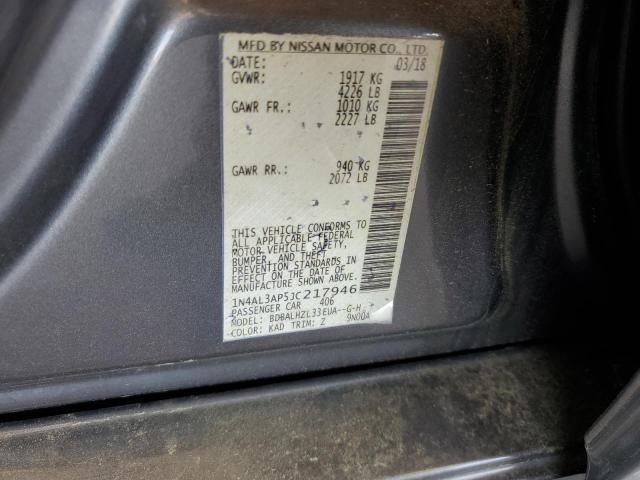 MFD BY NISSAN MOTOR CO., LTD.
DATE: 03/18
GVWR: 1917 KG
4226 LB
GAWR FR.: 1010 KG
2227 LB
GAWR RR.: 940 KG
2072 LB
THIS VEHICLE CONFORMS TO
ALL APPLICABLE FEDERAL
MOTOR VEHICLE SAFETY,
BUMPER, AND THEFT
PREVENTION STANDARDS IN
EFFECT ON THE DATE OF
MANUFACTURE SHOWN ABOVE.
1N4AL3AP5JC217946
PASSENGER CAR 406
MODEL: BDBALHZL33EUA--G-H
COLOR: KAD TRIM: Z 9N00A